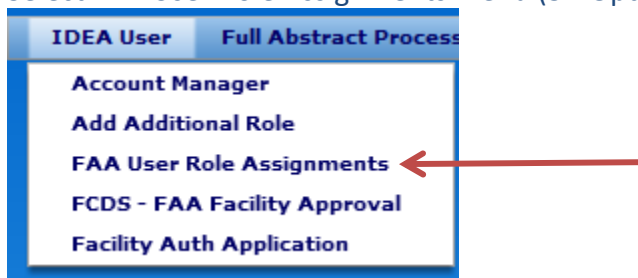 IDEA User Full Abstract Process
Account Manager
Add Additional Role
FAA User Role Assignments
FCDS - FAA Facility Approval
Facility Auth Application